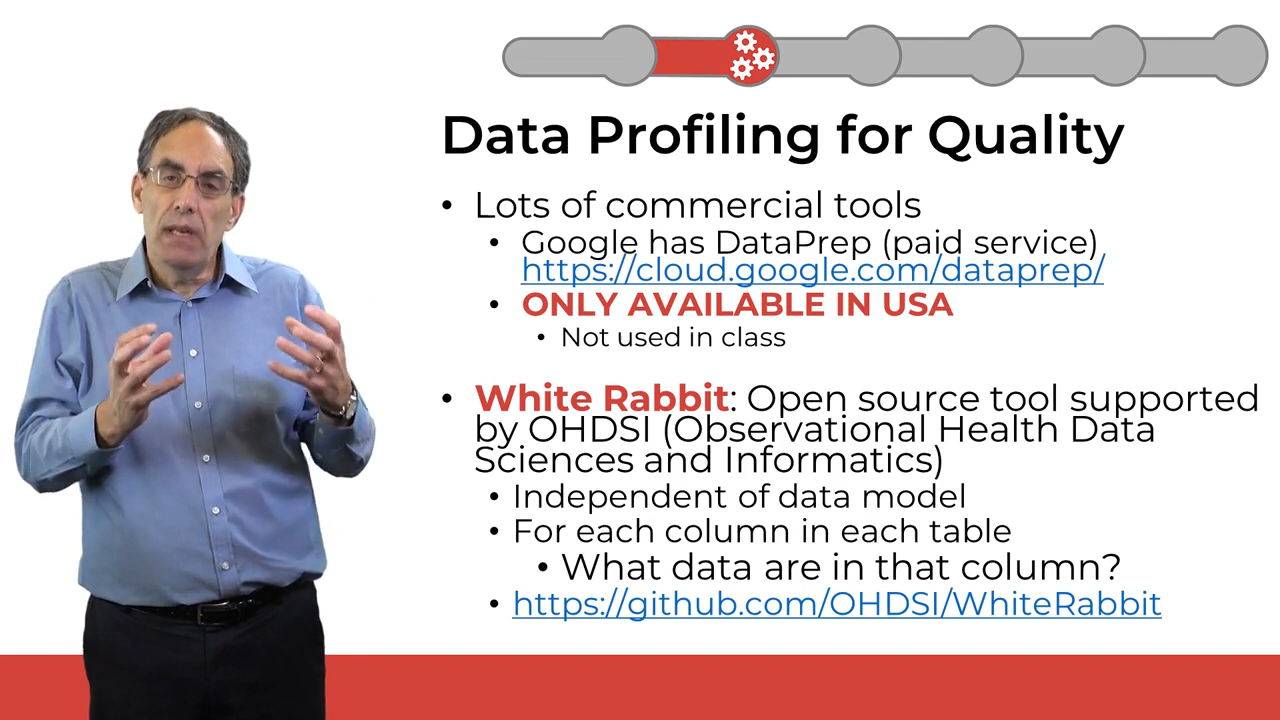 Data Profiling for Quality
• Lots of commercial tools
• Google has DataPrep (paid service)
https://cloud.google.com/dataprep/
• ONLY AVAILABLE IN USA
• Not used in class
• White Rabbit: Open source tool supported
by OHDSI (Observational Health Data
Sciences and Informatics)
• Independent of data model
• For each column in each table
• What data are in that column?
• https://github.com/OHDSI/WhiteRabbit